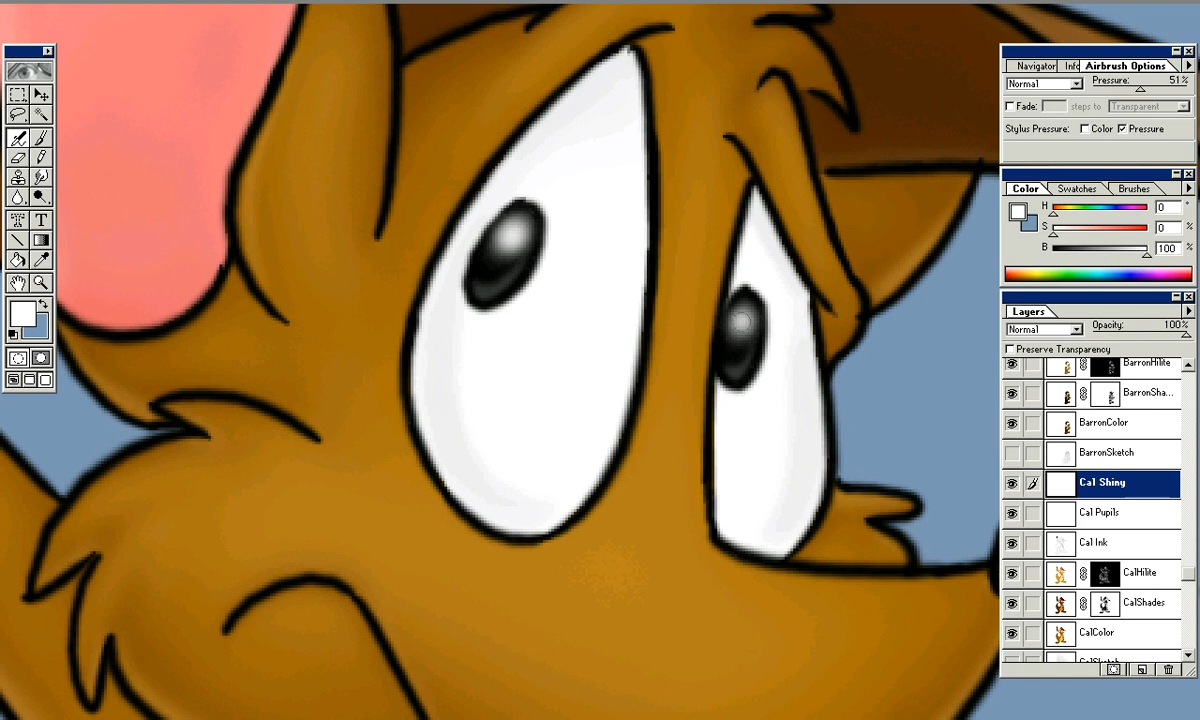 T
Navigator Info Airbrush Options
Normal Pressure: 51 %
Fade: steps to Transparent
Stylus Pressure: Color Pressure
Color Swatches Brushes
H 0 °
S 0 %
B 100 %
Layers
Normal Opacity: 100 %
Preserve Transparency
BarronHilite
BarronSha...
BarronColor
BarronSketch
Cal Shiny
Cal Pupils
Cal Ink
CalHilite
CalShades
CalColor
CalSketch